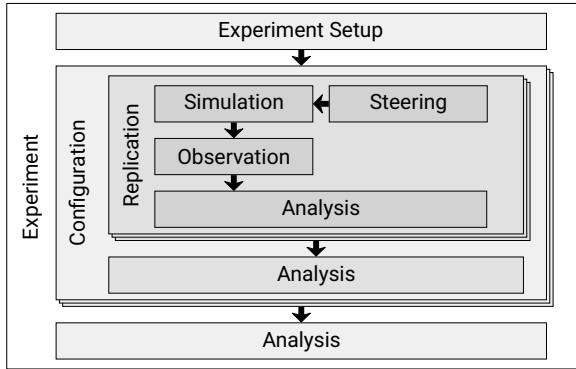 Experiment Setup
Experiment
Configuration
Replication
Simulation
Steering
Observation
Analysis
Analysis
Analysis